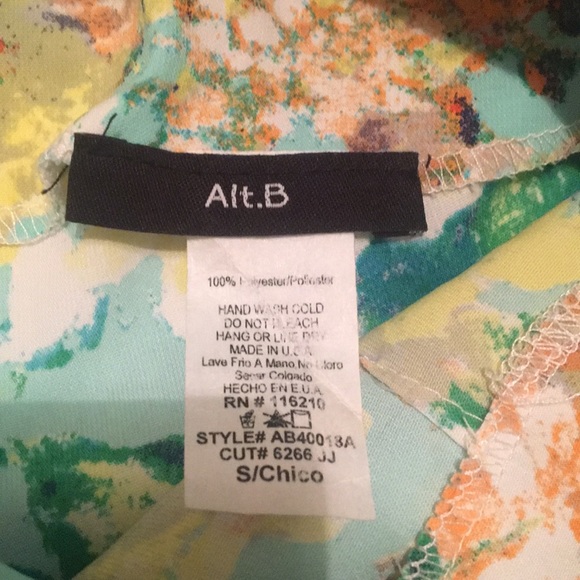 Alt.B
100% Polyester/Poliester
HAND WASH COLD
DO NOT BLEACH
HANG OR LINE DRY
MADE IN U.S.A
Lave Frio A Mano No Cloro
Secar Colgado
HECHO EN E.U.A.
RN # 116210
STYLE# AB40018A
CUT# 6266 JJ
S/Chico